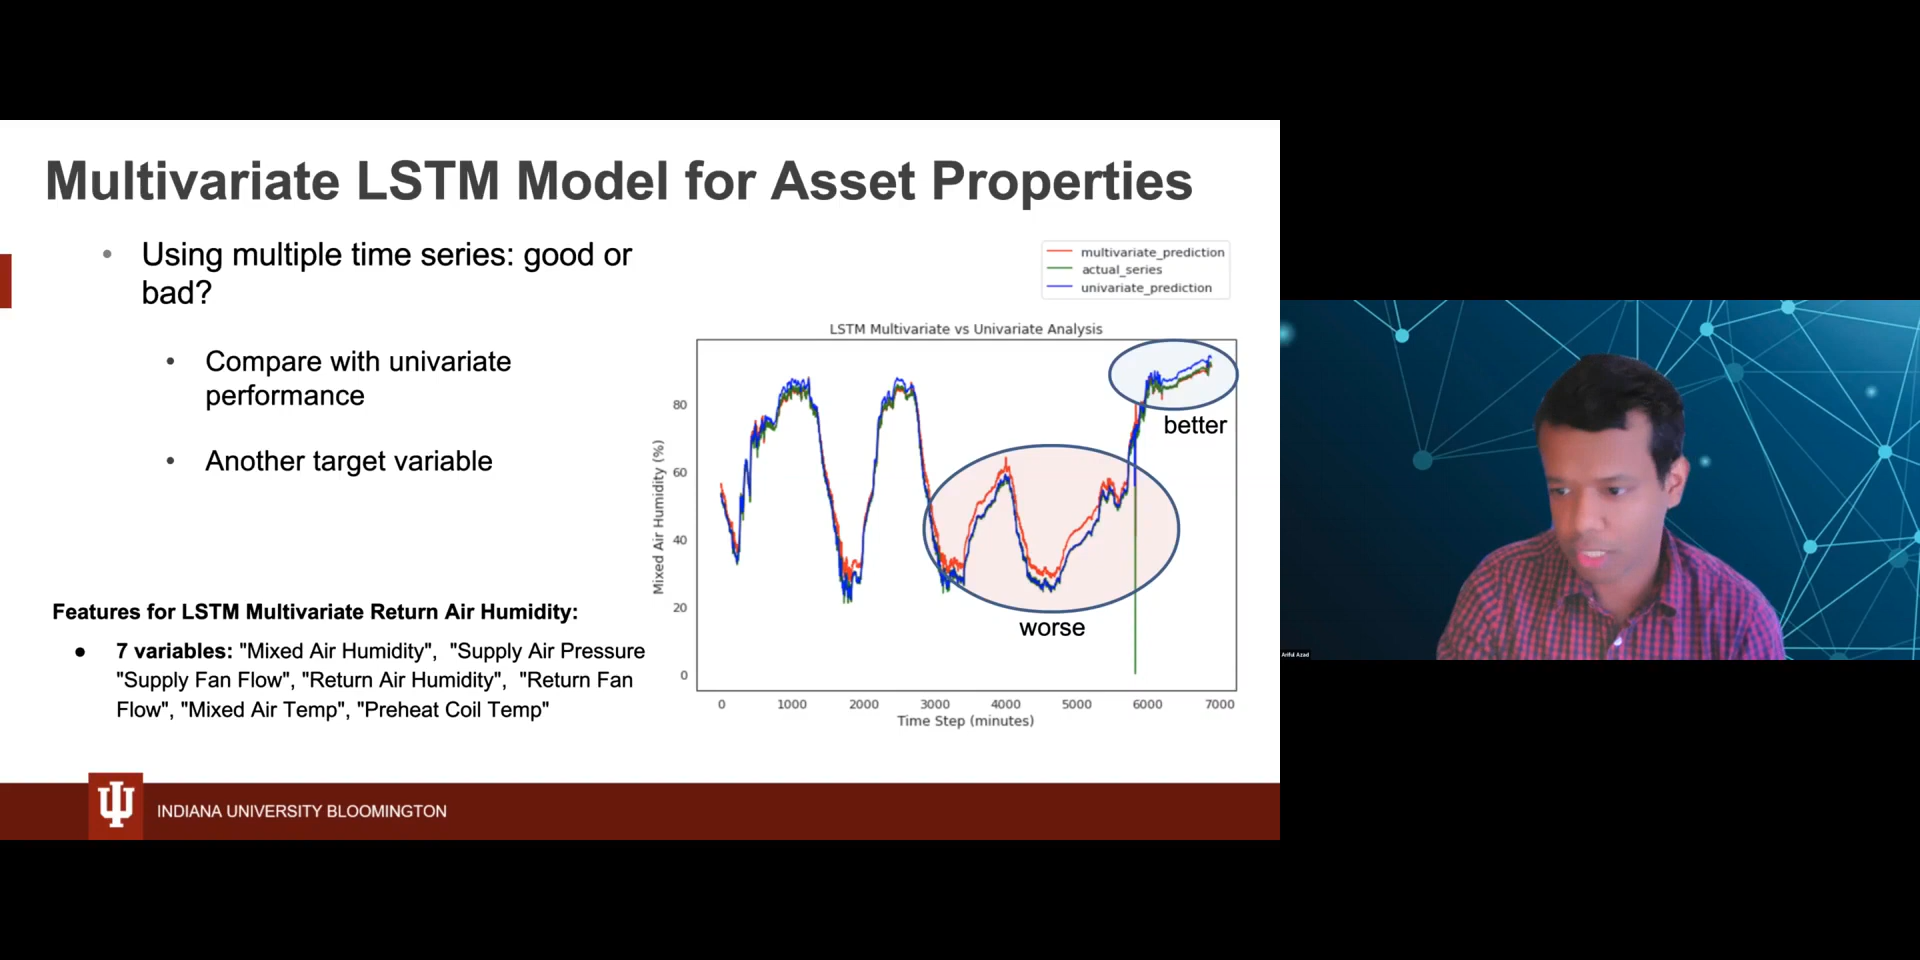 Multivariate LSTM Model for Asset Properties
• Using multiple time series: good or
bad?
• Compare with univariate
performance
• Another target variable
Features for LSTM Multivariate Return Air Humidity:
● 7 variables: "Mixed Air Humidity", "Supply Air Pressure
"Supply Fan Flow", "Return Air Humidity", "Return Fan
Flow", "Mixed Air Temp", "Preheat Coil Temp"
multivariate_prediction
actual_series
univariate_prediction
LSTM Multivariate vs Univariate Analysis
Mixed Air Humidity (%)
80
60
40
20
0
better
worse
0 1000 2000 3000 4000 5000 6000 7000
Time Step (minutes)
INDIANA UNIVERSITY BLOOMINGTON
Ariful Azad